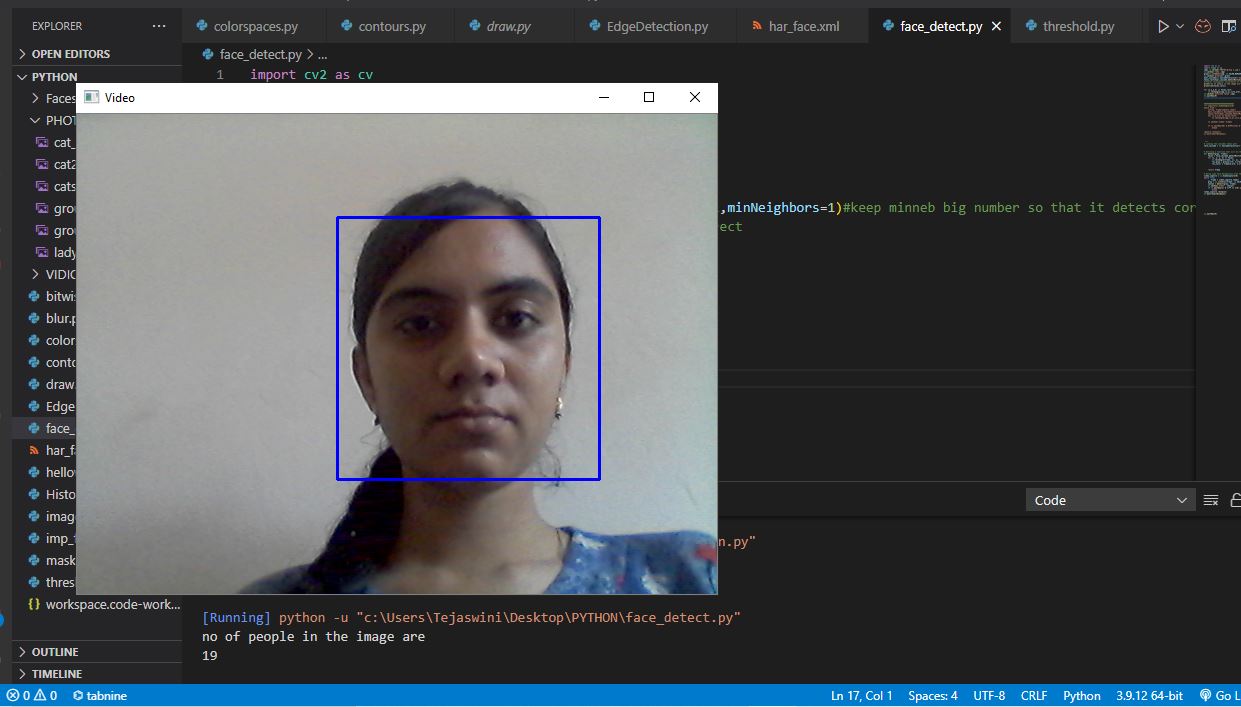 EXPLORER ···
colorspaces.py contours.py draw.py EdgeDetection.py har_face.xml face_detect.py threshold.py
OPEN EDITORS
face_detect.py > ...
PYTHON
1 import cv2 as cv
Faces
Video
PHOT
cat_
cat2
cats
grou
,minNeighbors=1)#keep minneb big number so that it detects cor
grou
ect
lady
VIDIO
bitwi
blur.p
color
conto
draw.
Edge
face_
har_fa
hello
Code
Histo
imag
imp_
n.py"
mask
thres
workspace.code-work...
[Running] python -u "c:\Users\Tejaswini\Desktop\PYTHON\face_detect.py"
no of people in the image are
OUTLINE
19
TIMELINE
0 0 tabnine Ln 17, Col 1 Spaces: 4 UTF-8 CRLF Python 3.9.12 64-bit Go L